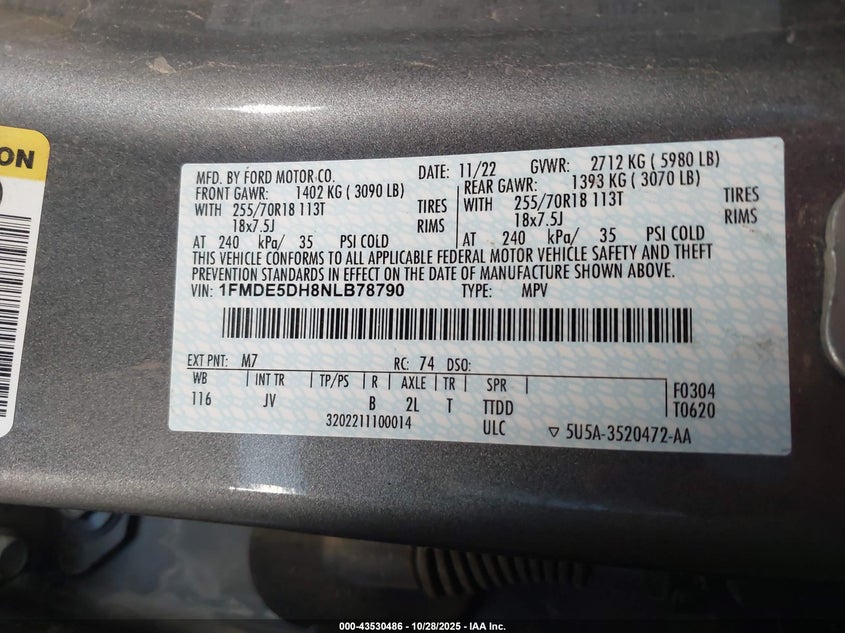 ON
MFD. BY FORD MOTOR CO. DATE: 11/22 GVWR: 2712 KG ( 5980 LB)
FRONT GAWR: 1402 KG ( 3090 LB) REAR GAWR: 1393 KG ( 3070 LB)
WITH 255/70R18 113T TIRES WITH 255/70R18 113T TIRES
18x7.5J RIMS 18x7.5J RIMS
AT 240 kPa/ 35 PSI COLD AT 240 kPa/ 35 PSI COLD
THIS VEHICLE CONFORMS TO ALL APPLICABLE FEDERAL MOTOR VEHICLE SAFETY AND THEFT
PREVENTION STANDARDS IN EFFECT ON THE DATE OF MANUFACTURE SHOWN ABOVE.
VIN: 1FMDE5DH8NLB78790 TYPE: MPV
EXT PNT: M7 RC: 74 DSO:
WB INT TR TP/PS R AXLE TR SPR F0304
116 JV B 2L T TTDD T0620
3202211100014 ULC ▽ 5U5A-3520472-AA
000-43530486 - 10/28/2025 - IAA Inc.